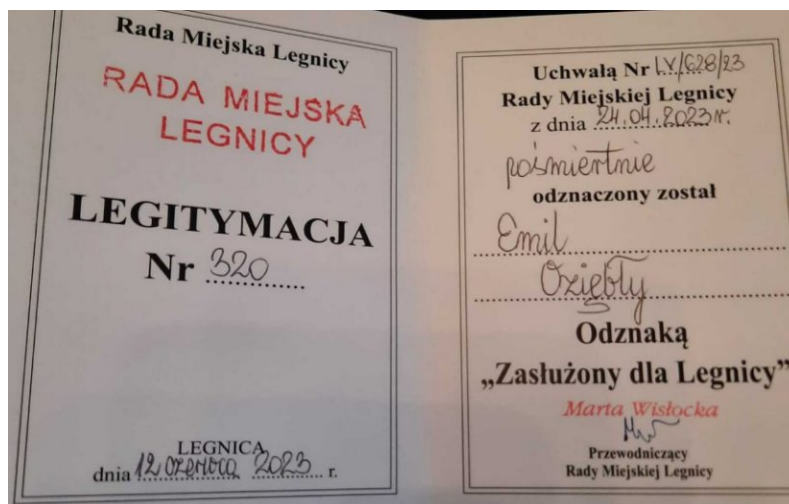 Rada Miejska Legnicy
RADA MIEJSKA
LEGNICY
LEGITYMACJA
Nr 320
LEGNICA
dnia 12 czerwca 2023 r.
Uchwałą Nr LV/628/23
Rady Miejskiej Legnicy
z dnia 24.04.2023 r.
pośmiertnie
odznaczony został
Emil
Oziębły
Odznaką
„Zasłużony dla Legnicy”
Marta Wisłocka
Przewodniczący
Rady Miejskiej Legnicy